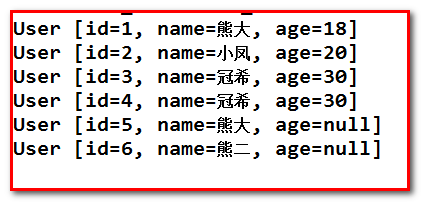 User [id=1, name=熊大, age=18]
User [id=2, name=小凤, age=20]
User [id=3, name=冠希, age=30]
User [id=4, name=冠希, age=30]
User [id=5, name=熊大, age=null]
User [id=6, name=熊二, age=null]